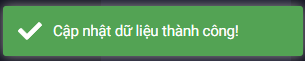 Cập nhật dữ liệu thành công!